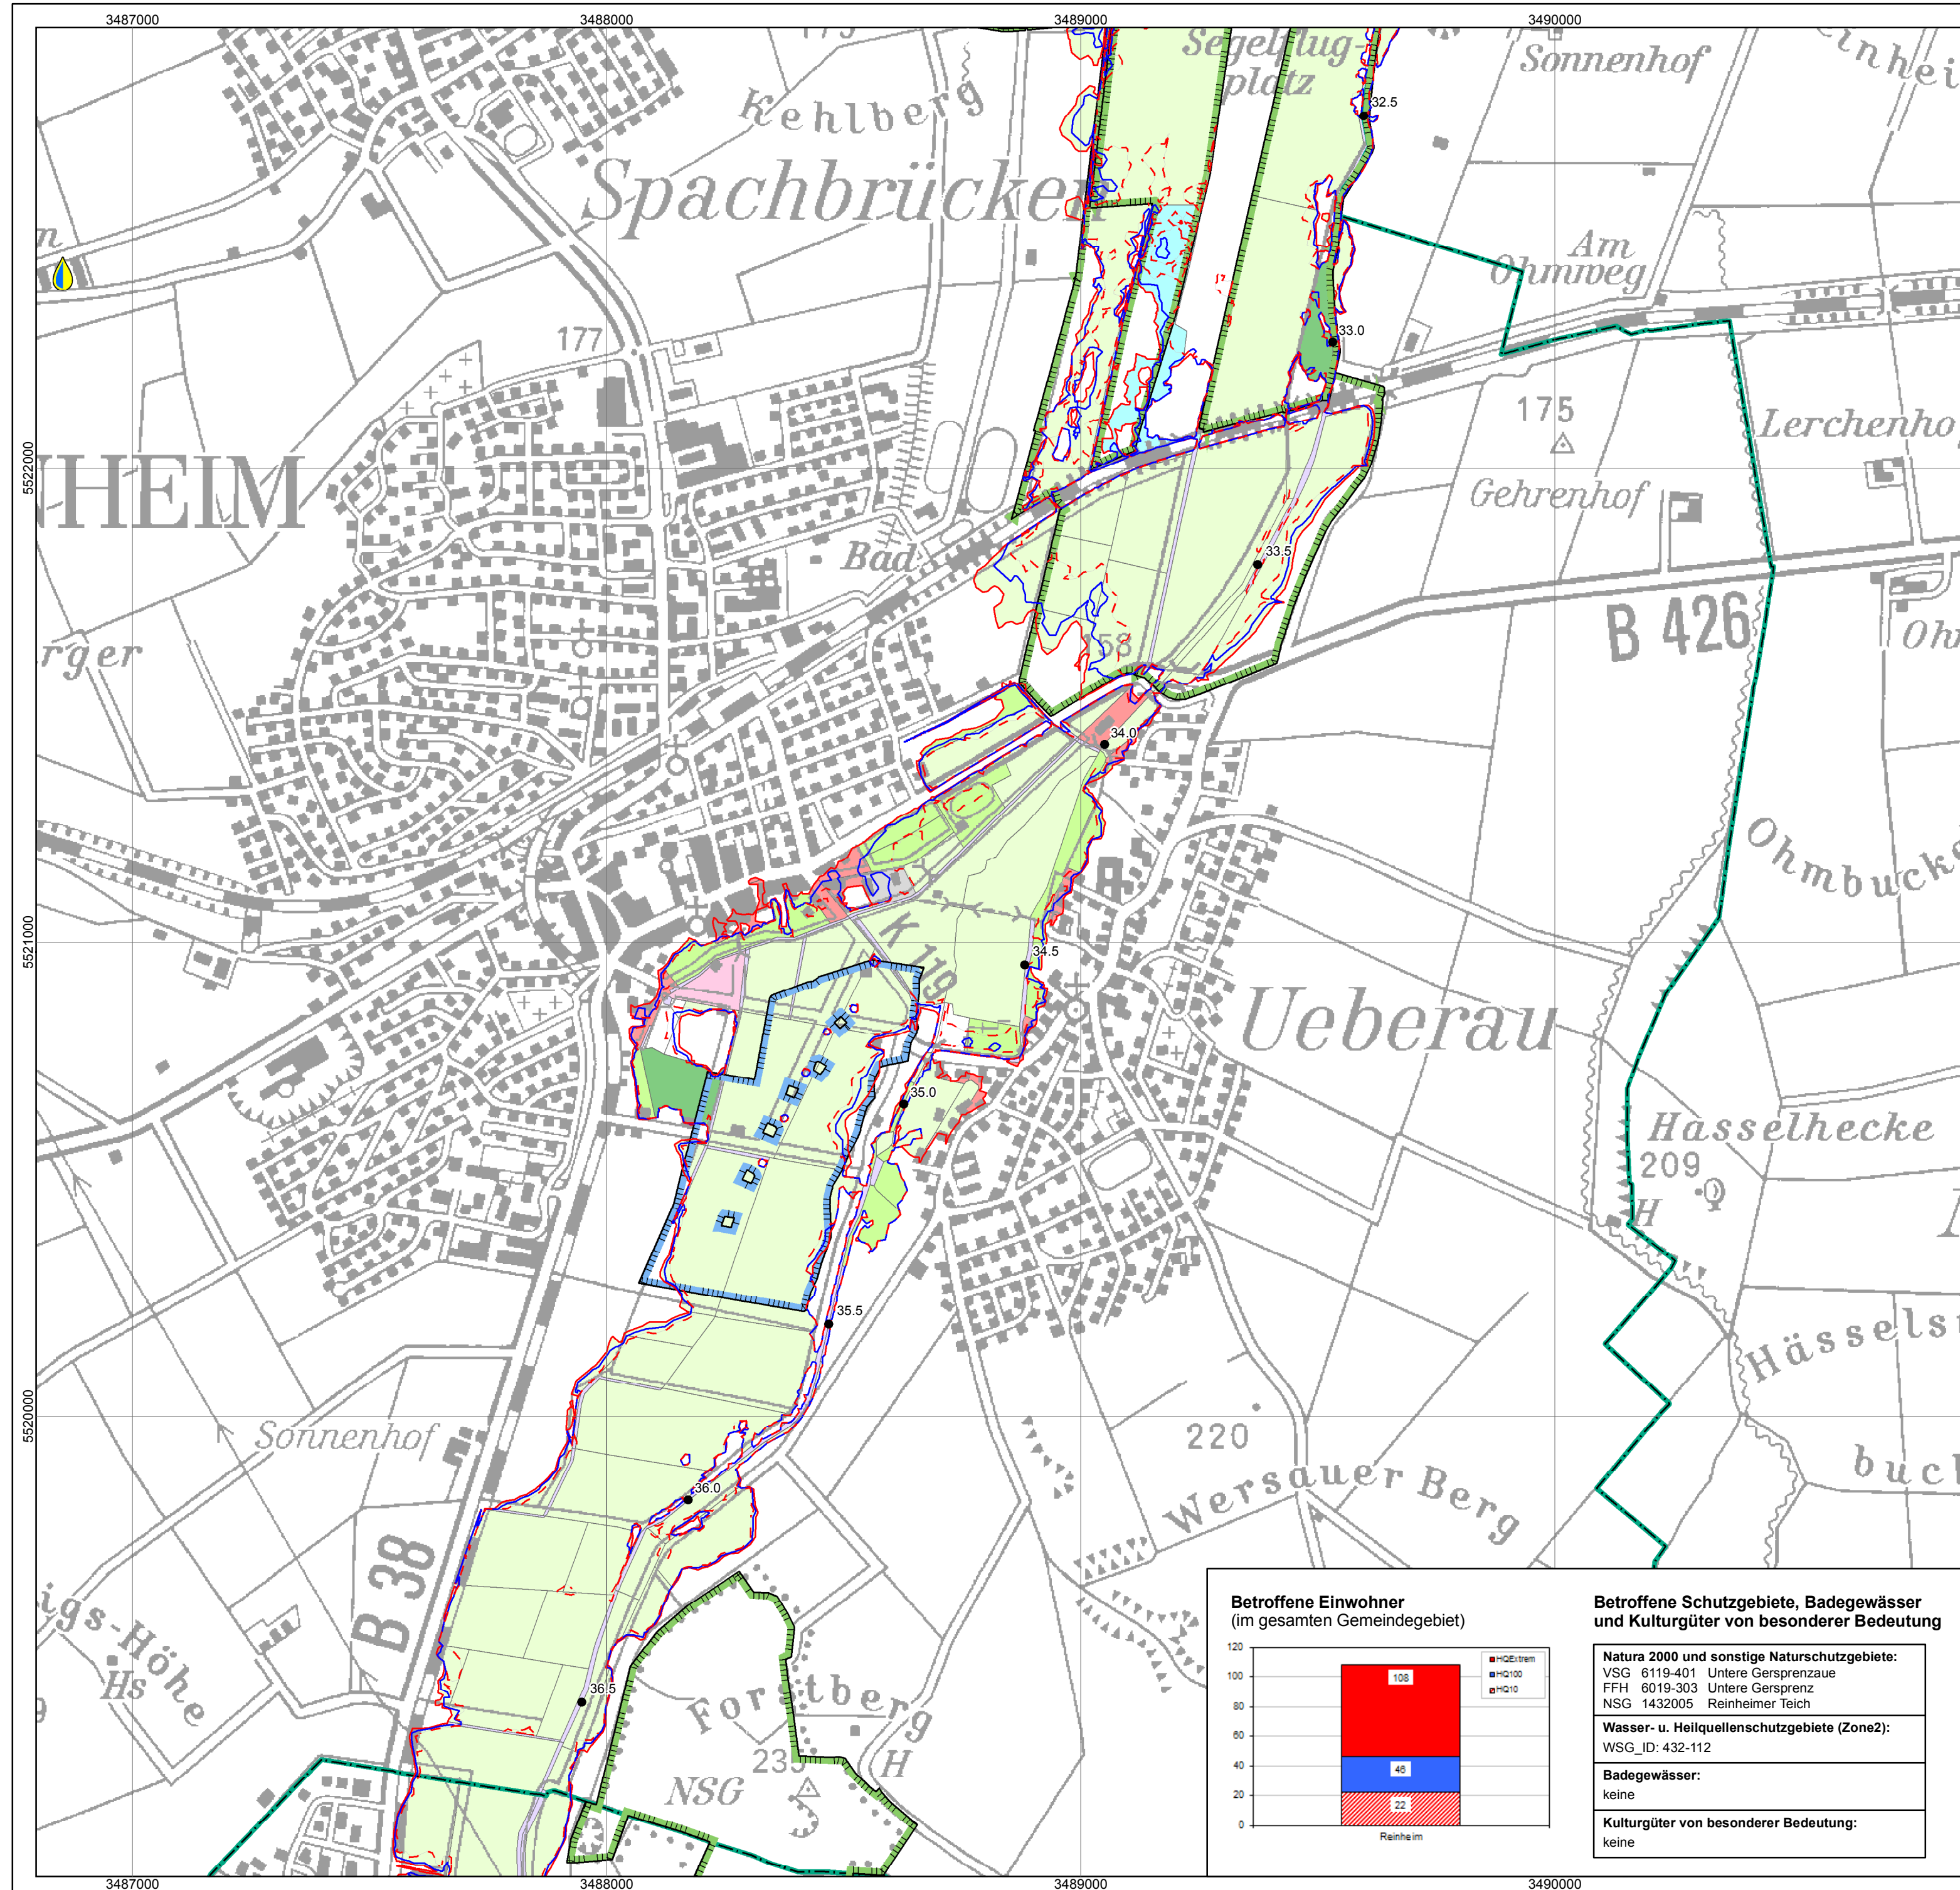 3487000
3488000
3489000
3490000
Segelflug-
platz
Sonnenhof
Kehlberg
32.5
Spachbrücken
Am
Ohmweg
33.0
177
175
Lerchenho
5522000
HEIM
Gehrenhof
Bad
33.5
B 426
158
rger
34.0
Ohmbuck
K 119
5521000
34.5
Ueberau
35.0
Hasselhecke
209
H
35.5
Hässels
5520000
Sonnenhof
220
36.0
Wersauer Berg
buch
B 38
igs-Höhe
Hs
36.5
Forstberg
H
NSG
Betroffene Einwohner
(im gesamten Gemeindegebiet)
120
100
80
60
40
20
0
108
46
22
HQExtrem
HQ100
HQ10
Reinheim
Betroffene Schutzgebiete, Badegewässer
und Kulturgüter von besonderer Bedeutung
Natura 2000 und sonstige Naturschutzgebiete:
VSG 6119-401 Untere Gersprenzaue
FFH 6019-303 Untere Gersprenz
NSG 1432005 Reinheimer Teich
Wasser- u. Heilquellenschutzgebiete (Zone2):
WSG_ID: 432-112
Badegewässer:
keine
Kulturgüter von besonderer Bedeutung:
keine
3487000
3488000
3489000
3490000